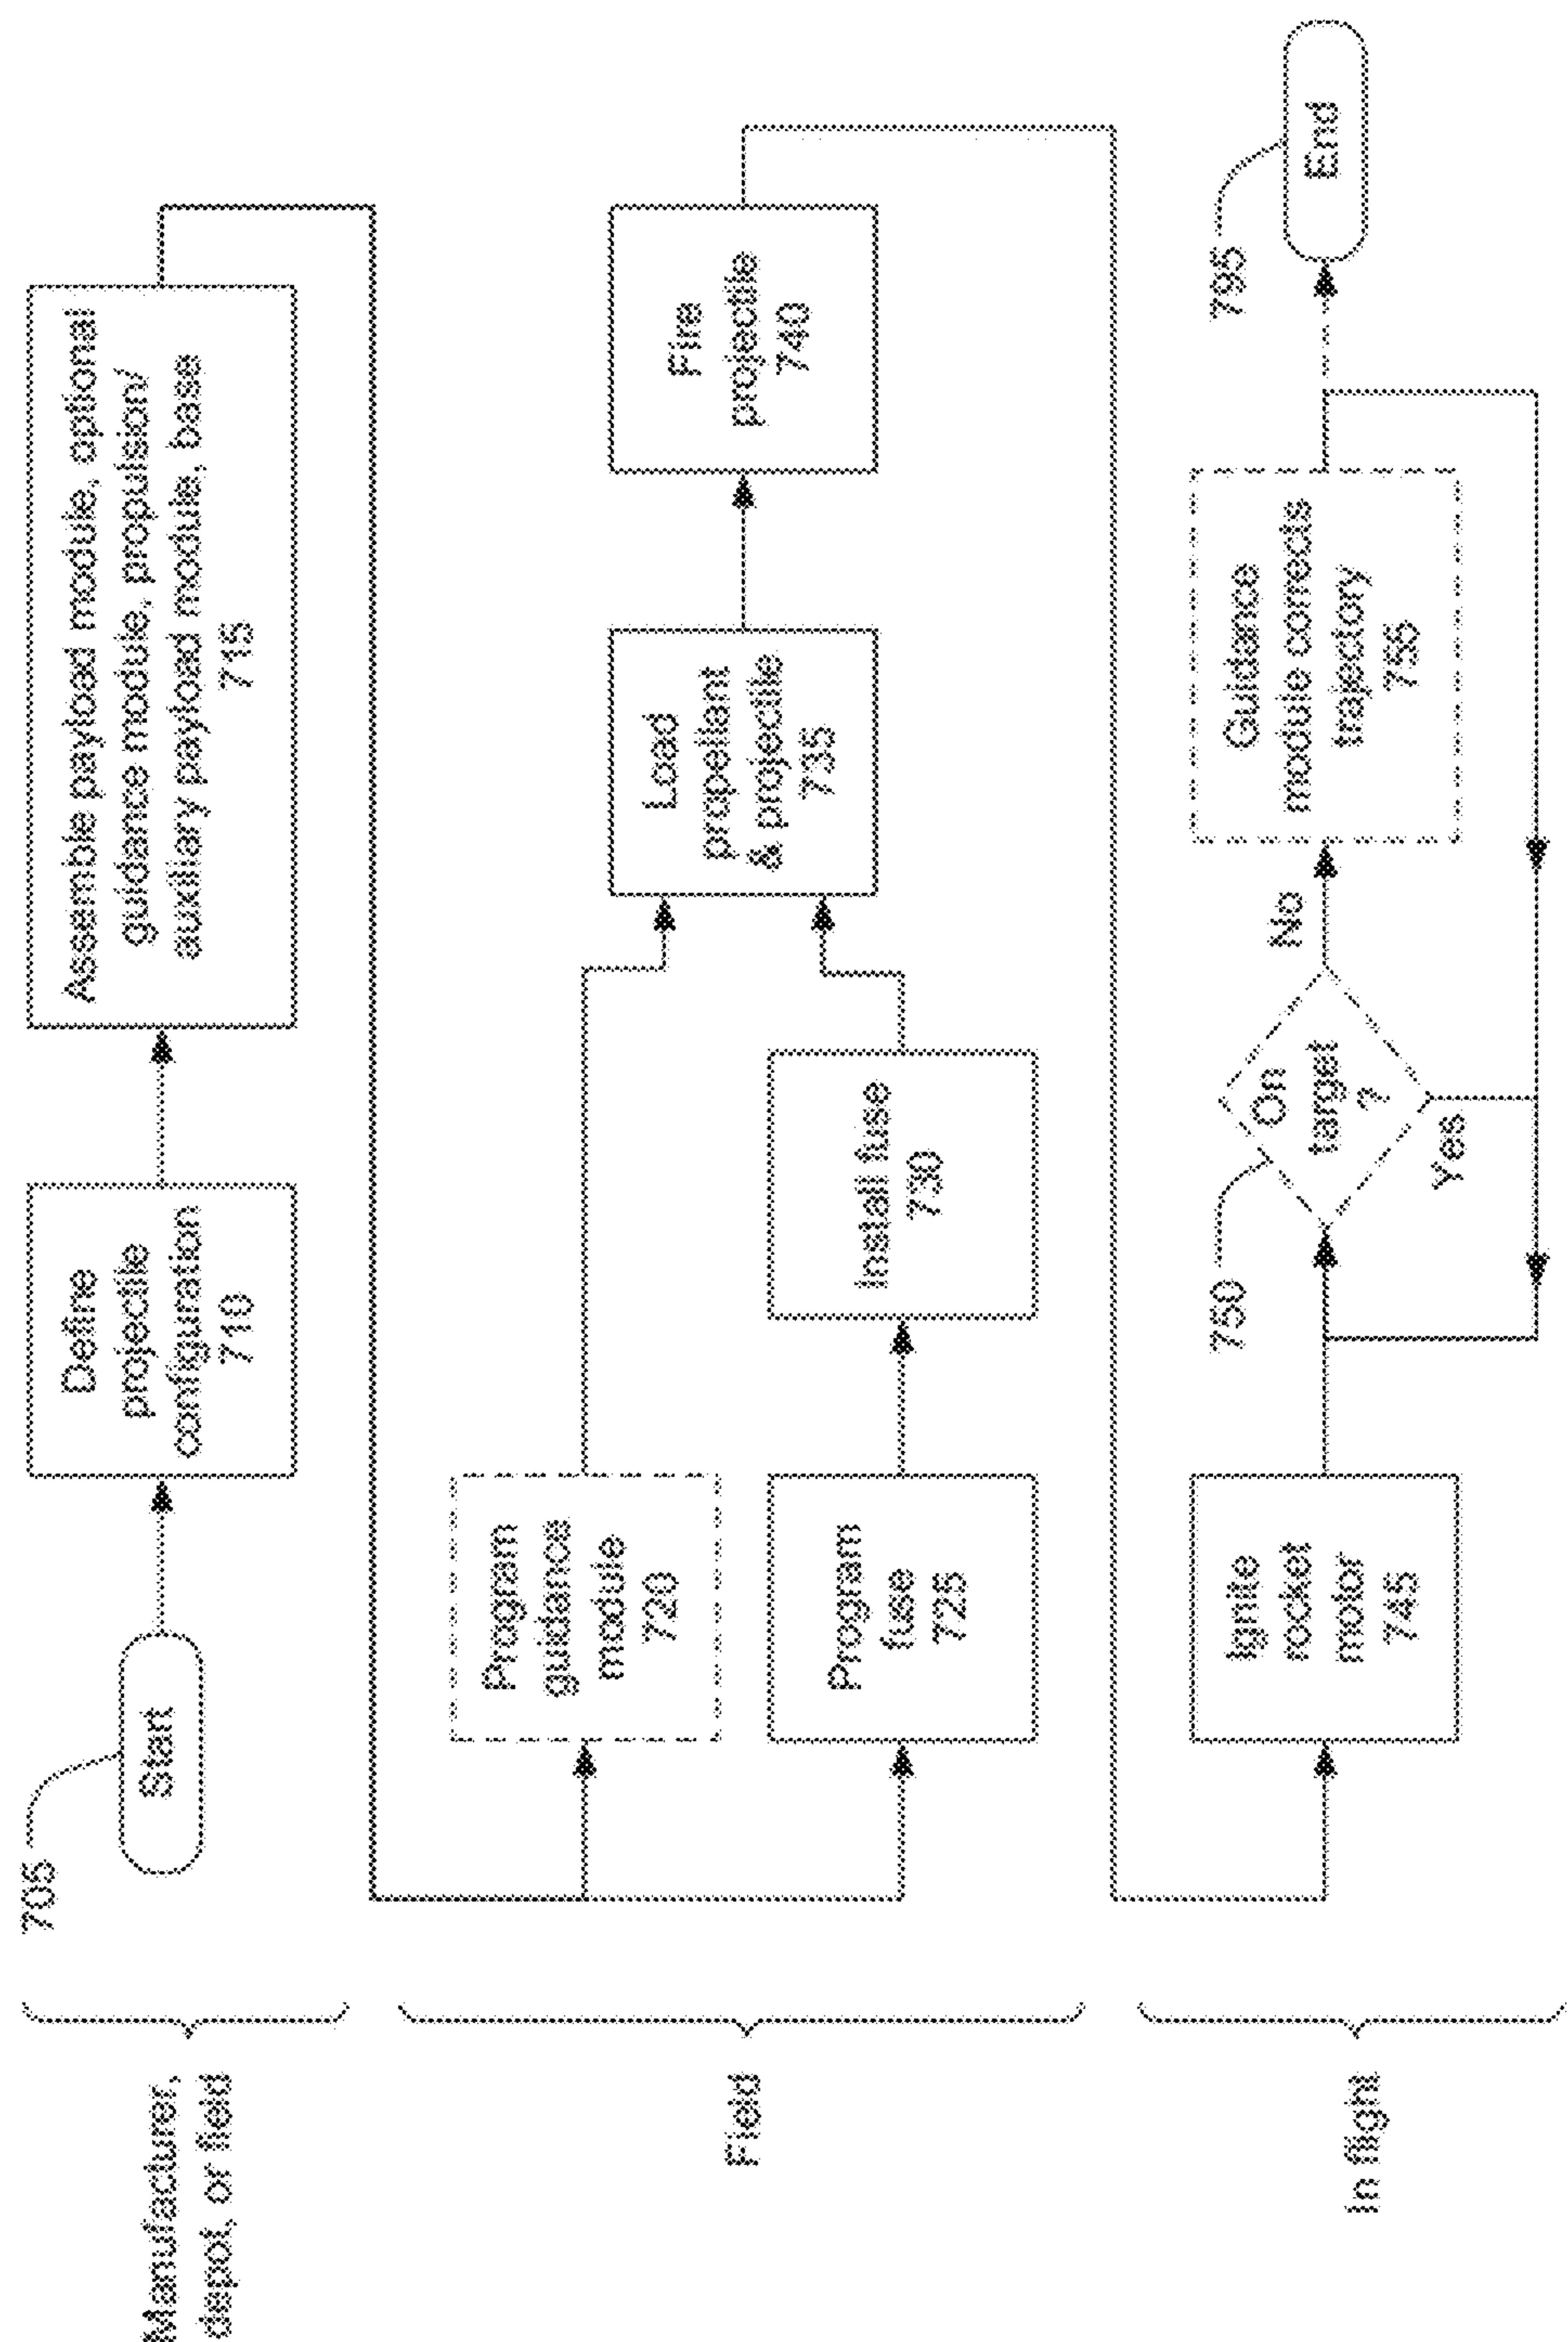 Manufacturer,
depot, or field
705
Start
Define
projectile
configuration
710
Assemble payload module, optional
guidance module, propulsion/
auxiliary payload module, base
715
Field
Program
guidance
module
720
Program
fuse
725
Install fuse
730
Load
propellant
& projectile
735
Fire
projectile
740
In flight
Ignite
rocket
motor
745
750
On
target
?
Yes
No
Guidance
module corrects
trajectory
755
795
End